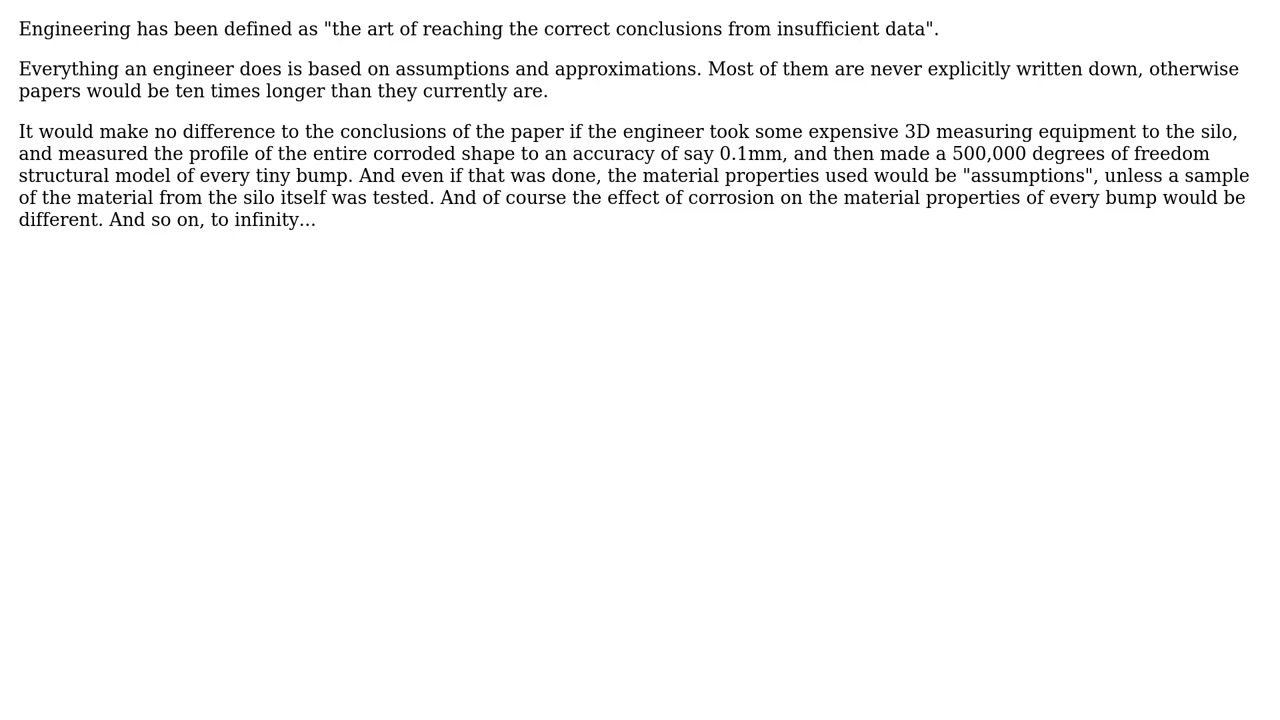 Engineering has been defined as "the art of reaching the correct conclusions from insufficient data".
Everything an engineer does is based on assumptions and approximations. Most of them are never explicitly written down, otherwise
papers would be ten times longer than they currently are.
It would make no difference to the conclusions of the paper if the engineer took some expensive 3D measuring equipment to the silo,
and measured the profile of the entire corroded shape to an accuracy of say 0.1mm, and then made a 500,000 degrees of freedom
structural model of every tiny bump. And even if that was done, the material properties used would be "assumptions", unless a sample
of the material from the silo itself was tested. And of course the effect of corrosion on the material properties of every bump would be
different. And so on, to infinity...